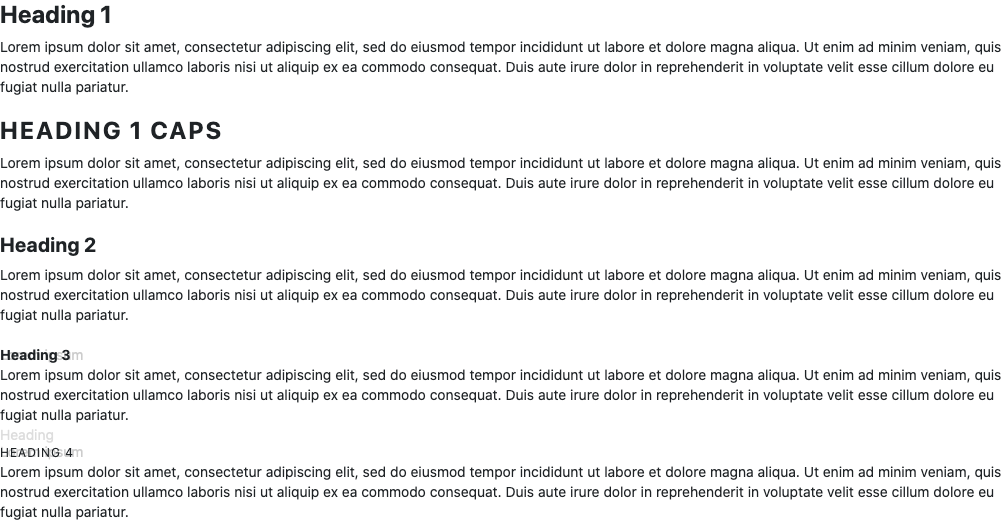 Heading 1
Lorem ipsum dolor sit amet, consectetur adipiscing elit, sed do eiusmod tempor incididunt ut labore et dolore magna aliqua. Ut enim ad minim veniam, quis
nostrud exercitation ullamco laboris nisi ut aliquip ex ea commodo consequat. Duis aute irure dolor in reprehenderit in voluptate velit esse cillum dolore eu
fugiat nulla pariatur.
HEADING 1 CAPS
Lorem ipsum dolor sit amet, consectetur adipiscing elit, sed do eiusmod tempor incididunt ut labore et dolore magna aliqua. Ut enim ad minim veniam, quis
nostrud exercitation ullamco laboris nisi ut aliquip ex ea commodo consequat. Duis aute irure dolor in reprehenderit in voluptate velit esse cillum dolore eu
fugiat nulla pariatur.
Heading 2
Lorem ipsum dolor sit amet, consectetur adipiscing elit, sed do eiusmod tempor incididunt ut labore et dolore magna aliqua. Ut enim ad minim veniam, quis
nostrud exercitation ullamco laboris nisi ut aliquip ex ea commodo consequat. Duis aute irure dolor in reprehenderit in voluptate velit esse cillum dolore eu
fugiat nulla pariatur.
Heading 3
Lorem ipsum dolor sit amet, consectetur adipiscing elit, sed do eiusmod tempor incididunt ut labore et dolore magna aliqua. Ut enim ad minim veniam, quis
nostrud exercitation ullamco laboris nisi ut aliquip ex ea commodo consequat. Duis aute irure dolor in reprehenderit in voluptate velit esse cillum dolore eu
fugiat nulla pariatur.
Heading
HEADING 4
Lorem ipsum dolor sit amet, consectetur adipiscing elit, sed do eiusmod tempor incididunt ut labore et dolore magna aliqua. Ut enim ad minim veniam, quis
nostrud exercitation ullamco laboris nisi ut aliquip ex ea commodo consequat. Duis aute irure dolor in reprehenderit in voluptate velit esse cillum dolore eu
fugiat nulla pariatur.